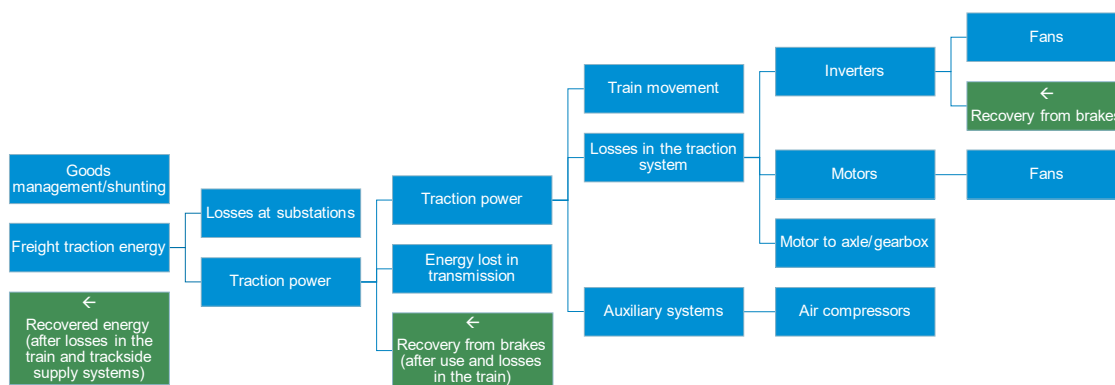 Goods
management/shunting
Freight traction energy
←
Recovered energy
(after losses in the
train and trackside
supply systems)
Losses at substations
Traction power
Traction power
Energy lost in
transmission
←
Recovery from brakes
(after use and losses
in the train)
Train movement
Losses in the traction
system
Auxiliary systems
Inverters
Motors
Motor to axle/gearbox
Air compressors
Fans
←
Recovery from brakes
Fans